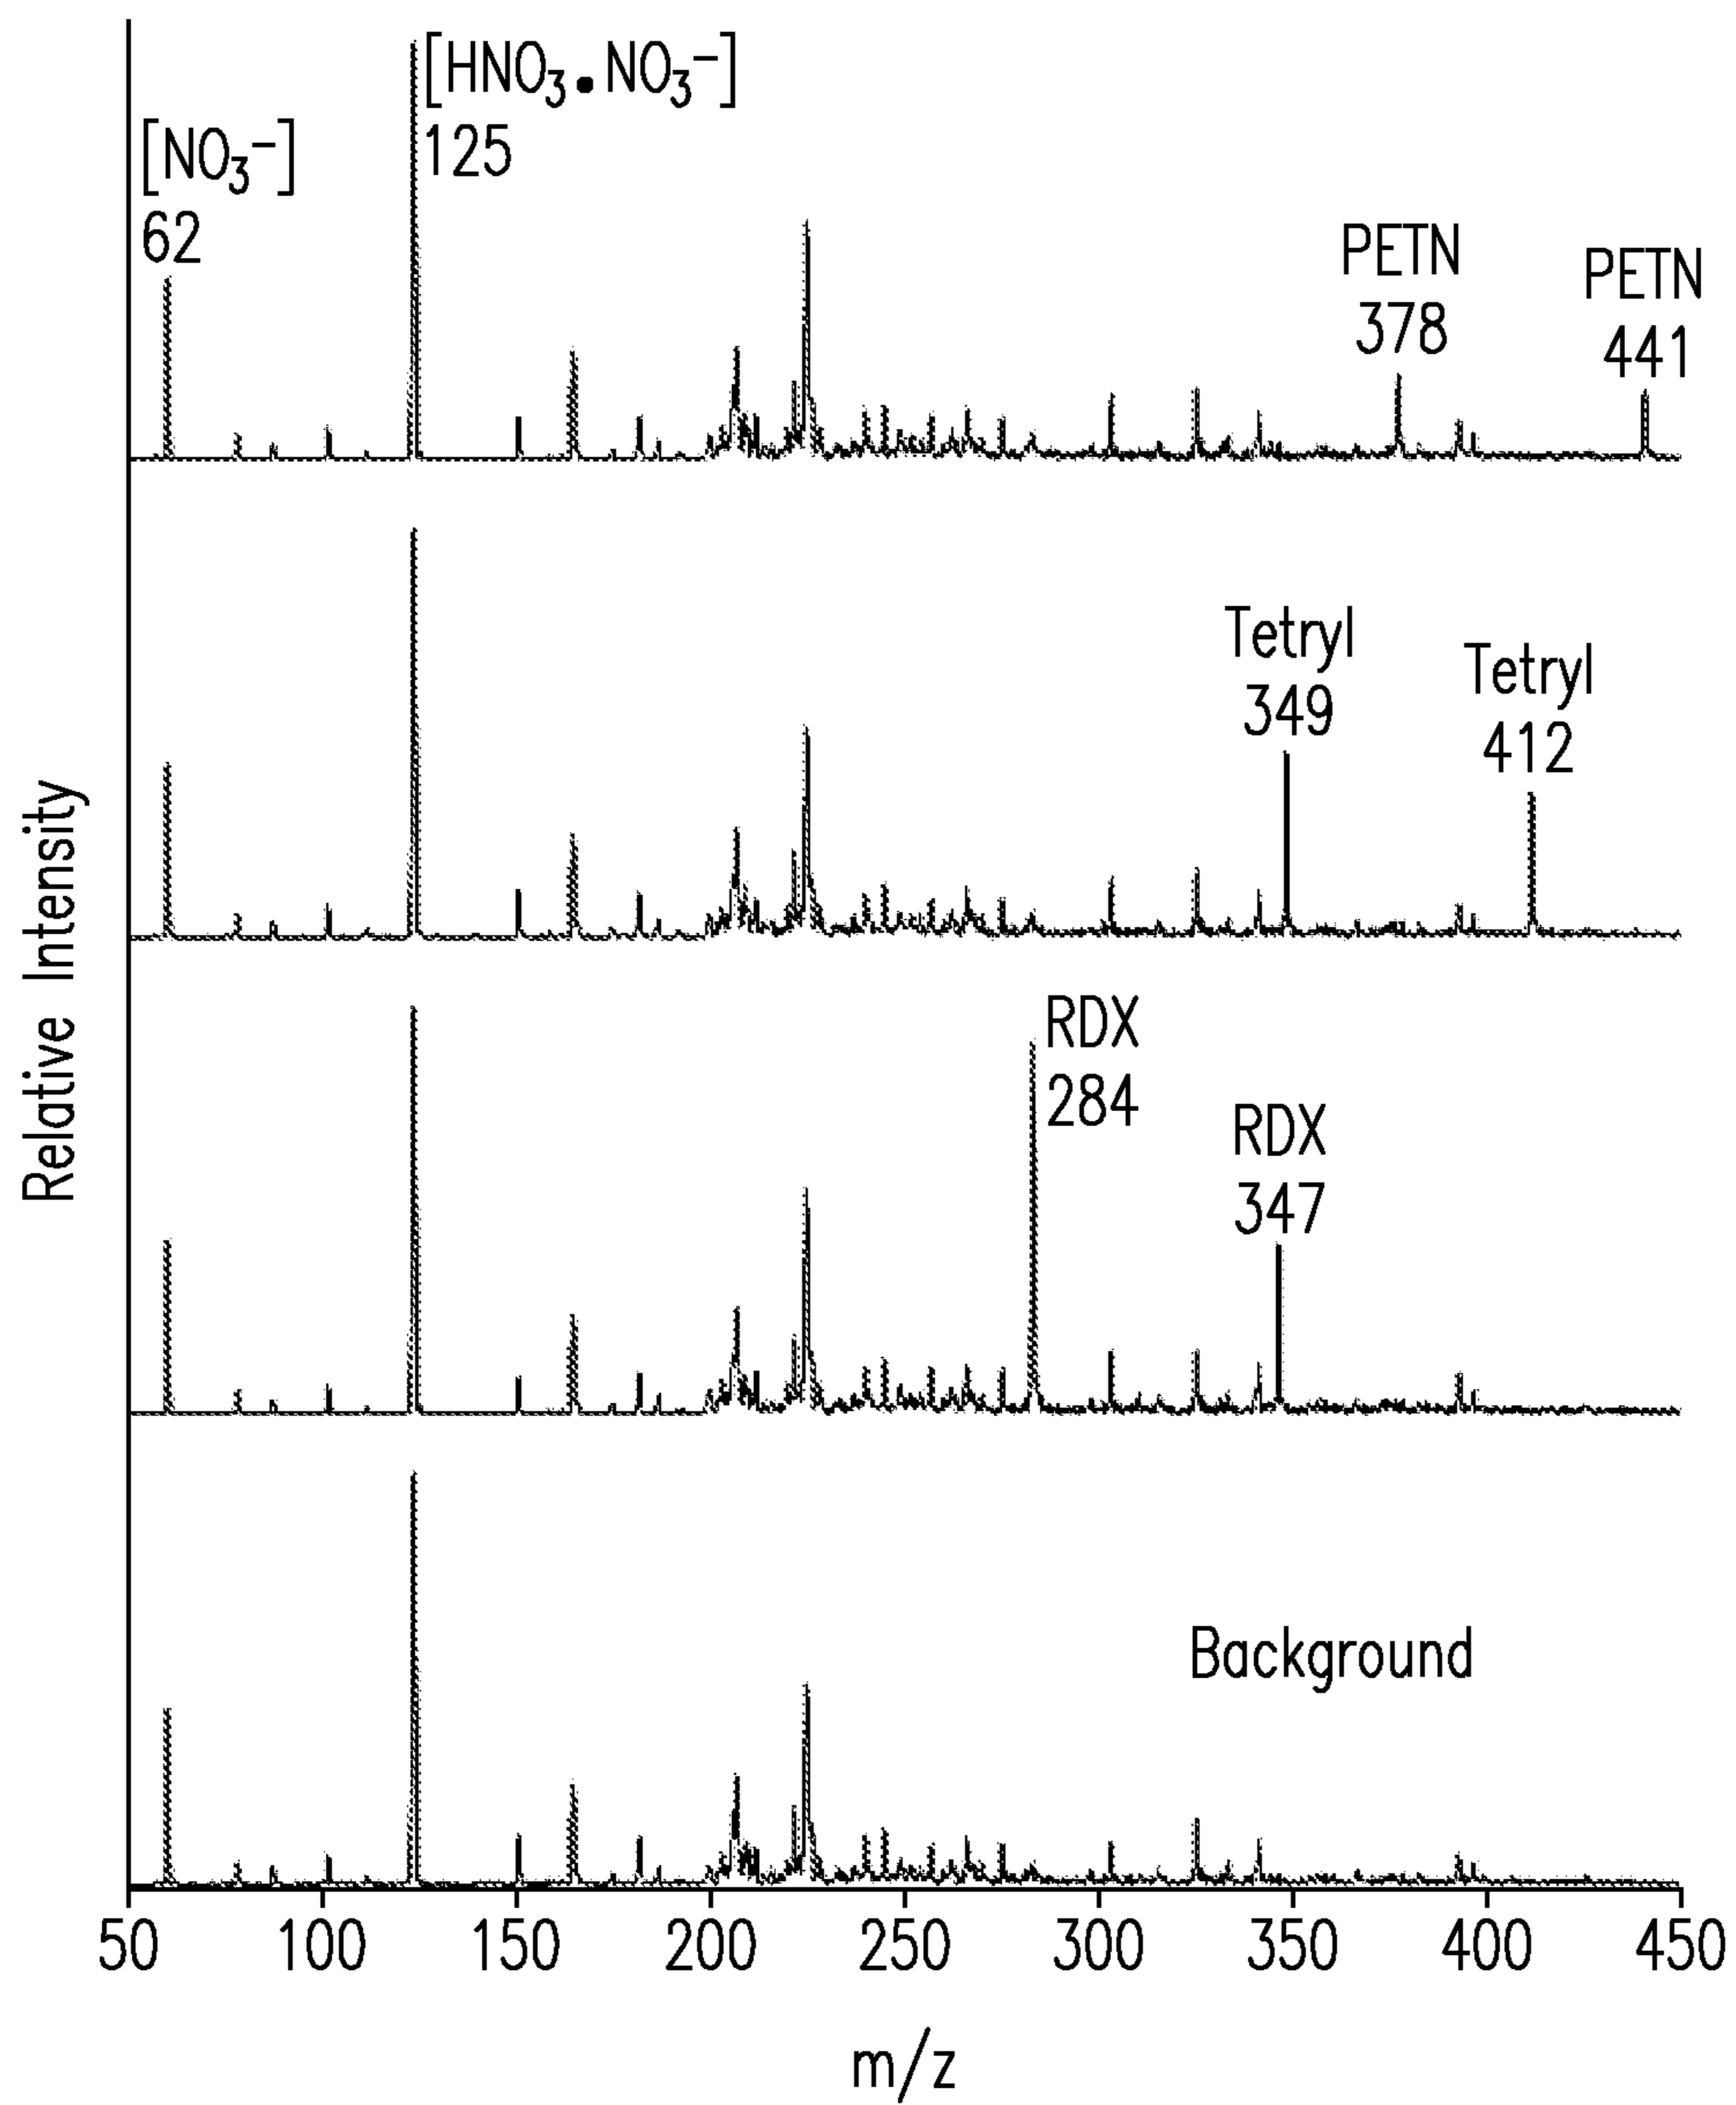 [HNO₃•NO₃⁻]
125
[NO₃⁻]
62
PETN
378
PETN
441
Tetryl
349
Tetryl
412
RDX
284
RDX
347
Background
Relative Intensity
50 100 150 200 250 300 350 400 450
m/z